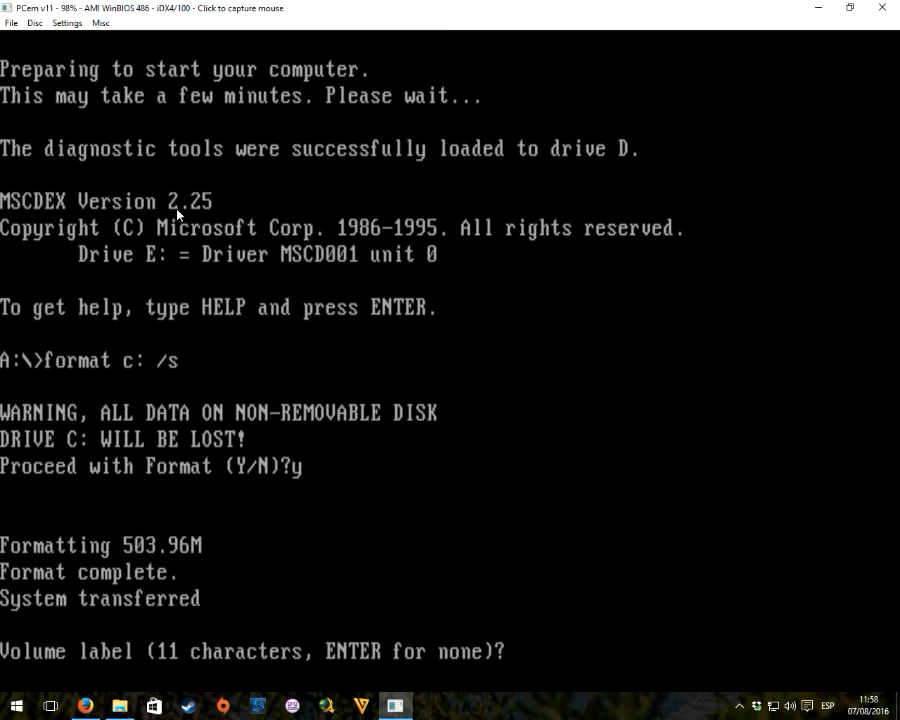 PCem v11 - 98% - AMI WinBIOS 486 - iDX4/100 - Click to capture mouse
File Disc Settings Misc
Preparing to start your computer.
This may take a few minutes. Please wait...
The diagnostic tools were successfully loaded to drive D.
MSCDEX Version 2.25
Copyright (C) Microsoft Corp. 1986-1995. All rights reserved.
Drive E: = Driver MSCD001 unit 0
To get help, type HELP and press ENTER.
A:\>format c: /s
WARNING, ALL DATA ON NON-REMOVABLE DISK
DRIVE C: WILL BE LOST!
Proceed with Format (Y/N)?y
Formatting 503.96M
Format complete.
System transferred
Volume label (11 characters, ENTER for none)?
ESP
11:58
07/08/2016